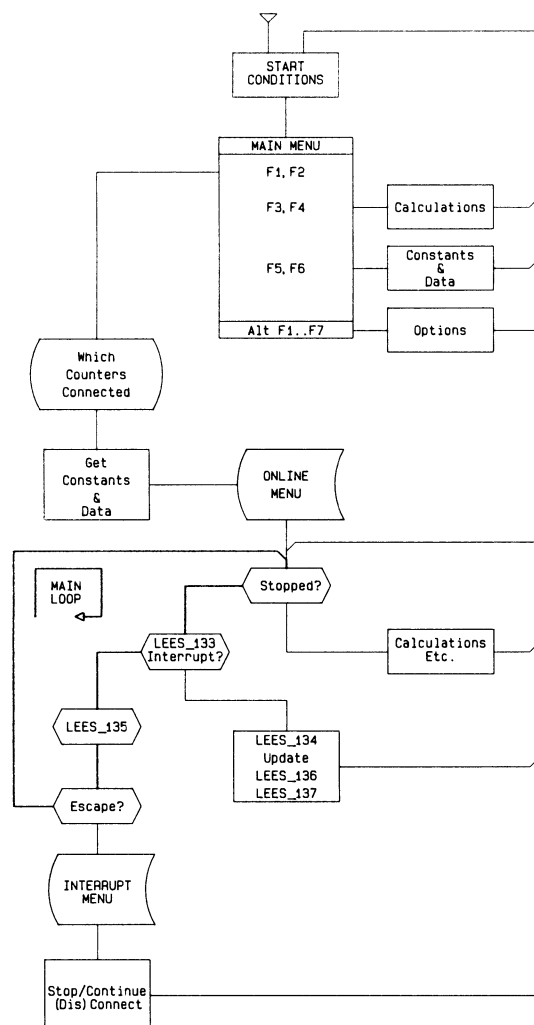 START
CONDITIONS
MAIN MENU
F1, F2
F3, F4
Calculations
F5, F6
Constants
&
Data
Alt F1..F7
Options
Which
Counters
Connected
Get
Constants
&
Data
ONLINE
MENU
MAIN
LOOP
Stopped?
LEES_133
Interrupt?
Calculations
Etc.
LEES_135
LEES_134
Update
LEES_136
LEES_137
Escape?
INTERRUPT
MENU
Stop/Continue
(Dis) Connect